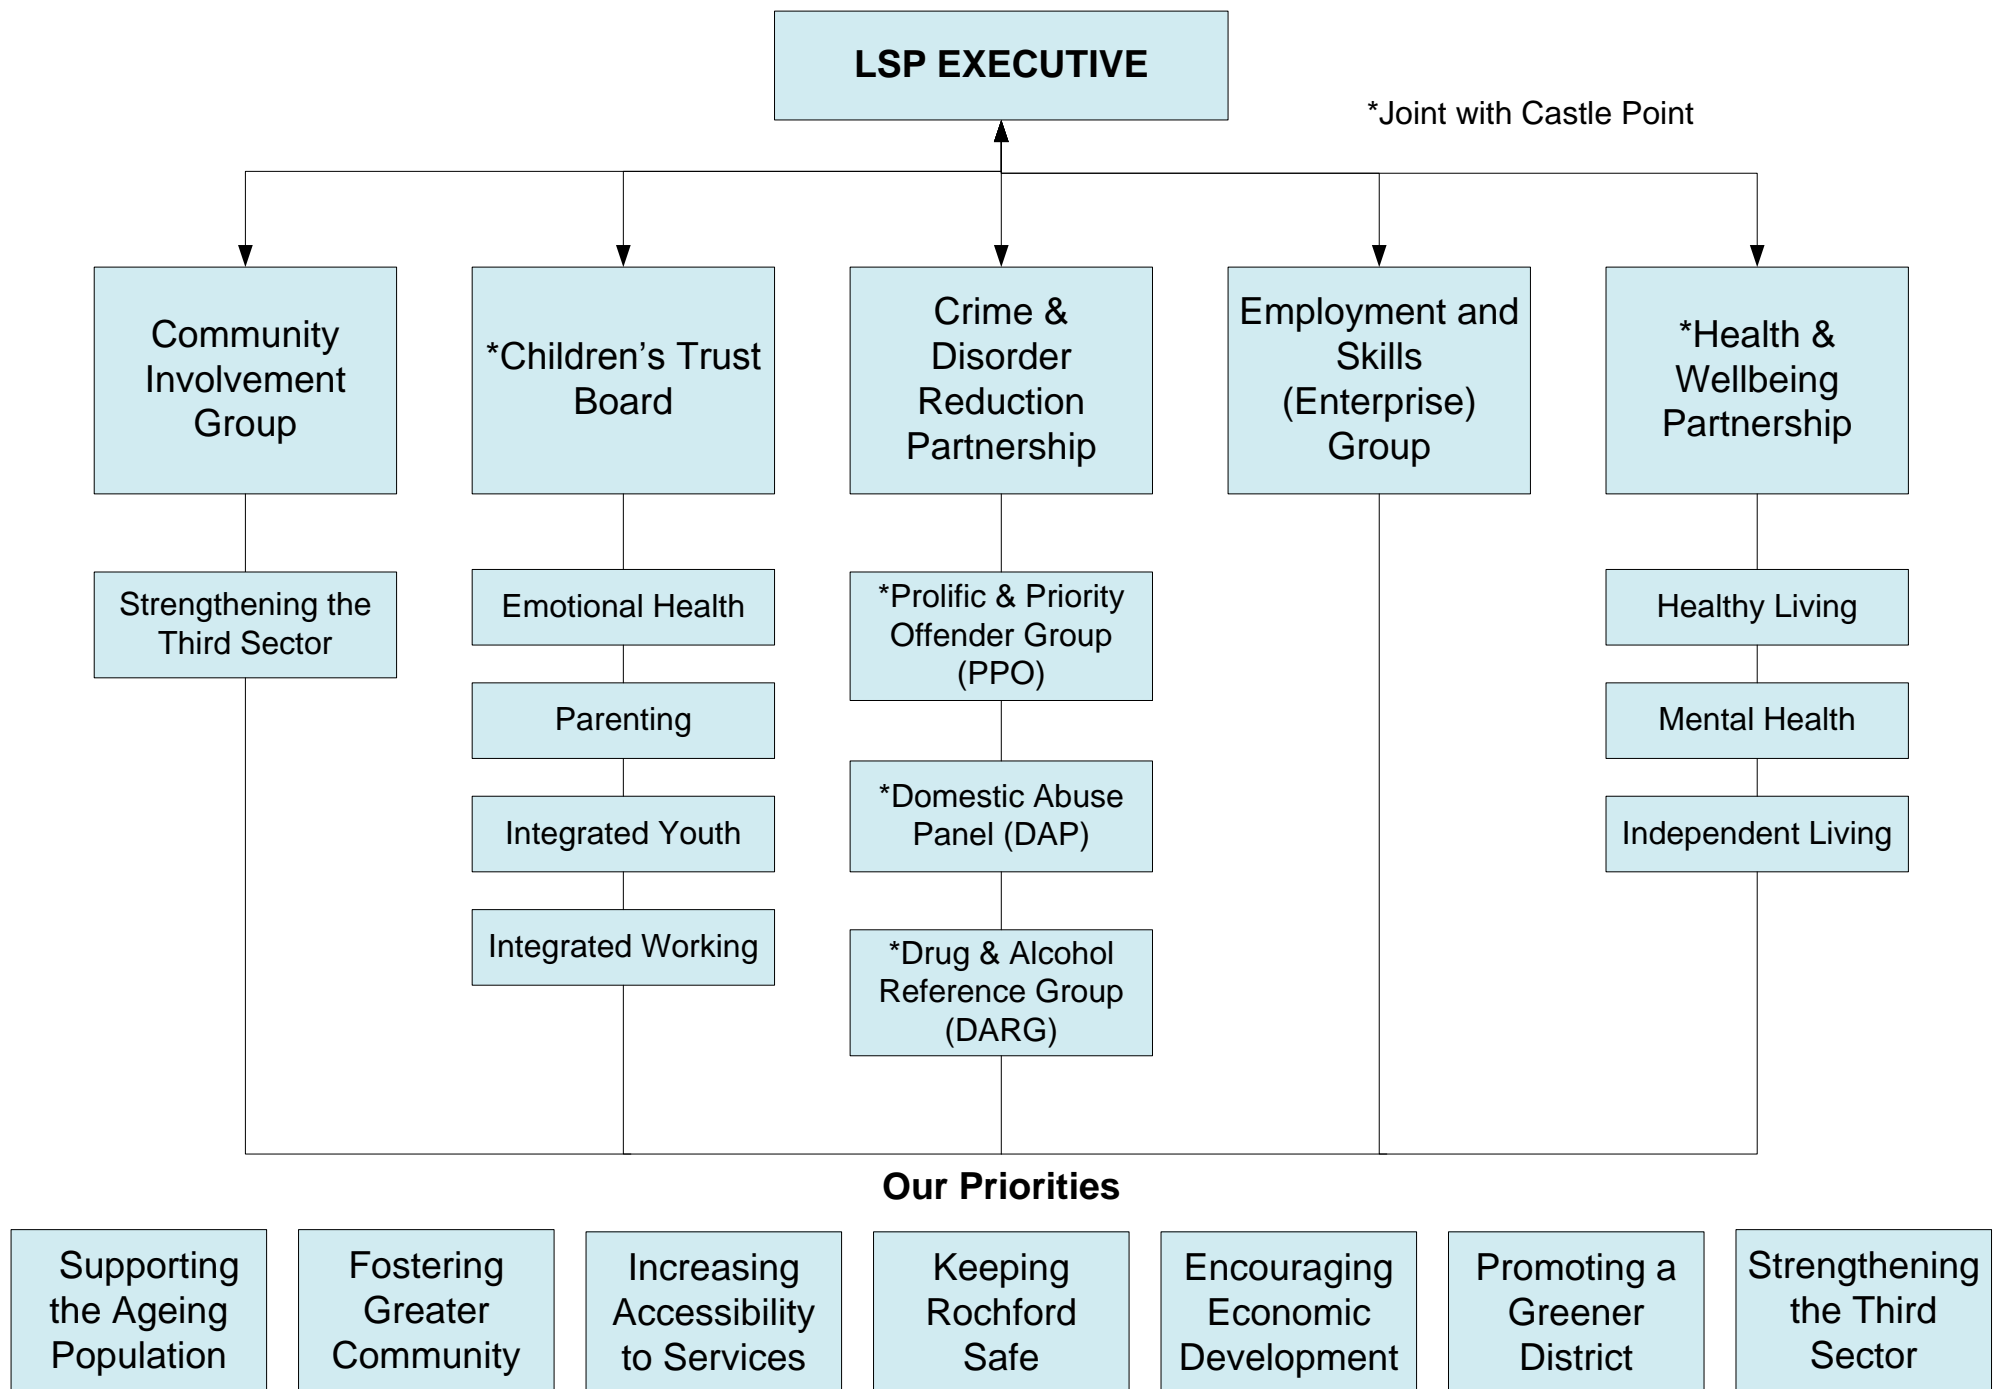 LSP EXECUTIVE
*Joint with Castle Point
Community
Involvement
Group
*Children’s Trust
Board
Crime &
Disorder
Reduction
Partnership
Employment and
Skills
(Enterprise)
Group
*Health &
Wellbeing
Partnership
Strengthening the
Third Sector
Emotional Health
Parenting
Integrated Youth
Integrated Working
*Prolific & Priority
Offender Group
(PPO)
*Domestic Abuse
Panel (DAP)
*Drug & Alcohol
Reference Group
(DARG)
Healthy Living
Mental Health
Independent Living
Our Priorities
Supporting
the Ageing
Population
Fostering
Greater
Community
Increasing
Accessibility
to Services
Keeping
Rochford
Safe
Encouraging
Economic
Development
Promoting a
Greener
District
Strengthening
the Third
Sector